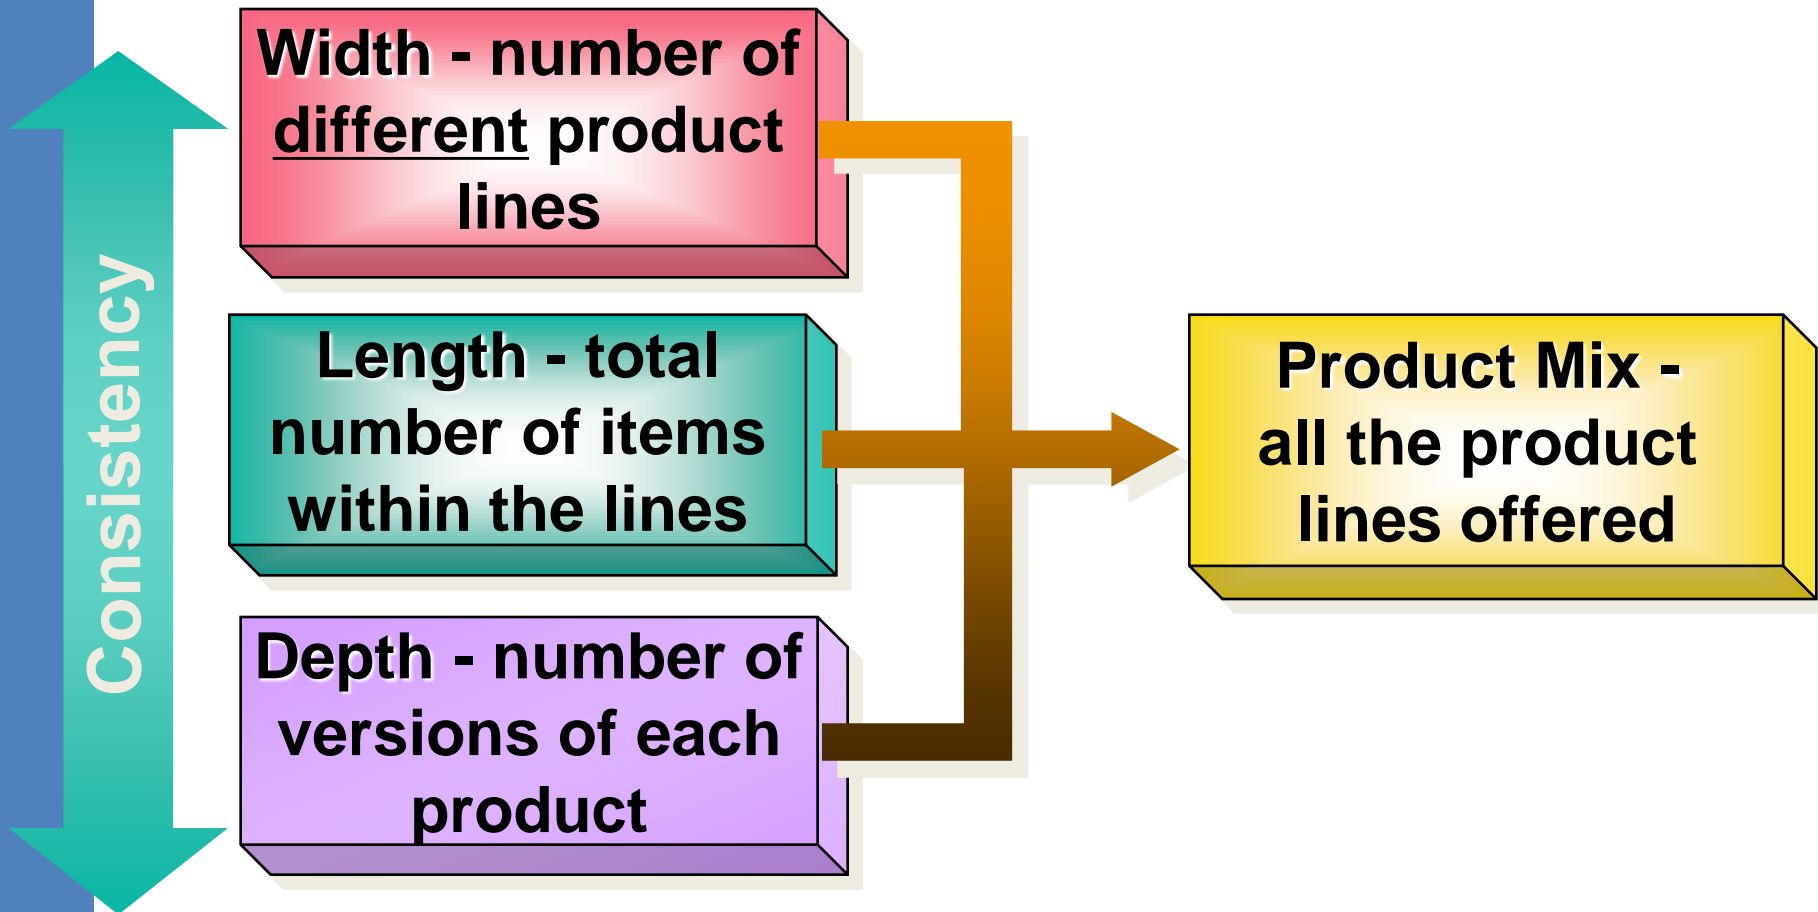 Consistency
Width - number of
different product
lines
Length - total
number of items
within the lines
Depth - number of
versions of each
product
Product Mix -
all the product
lines offered